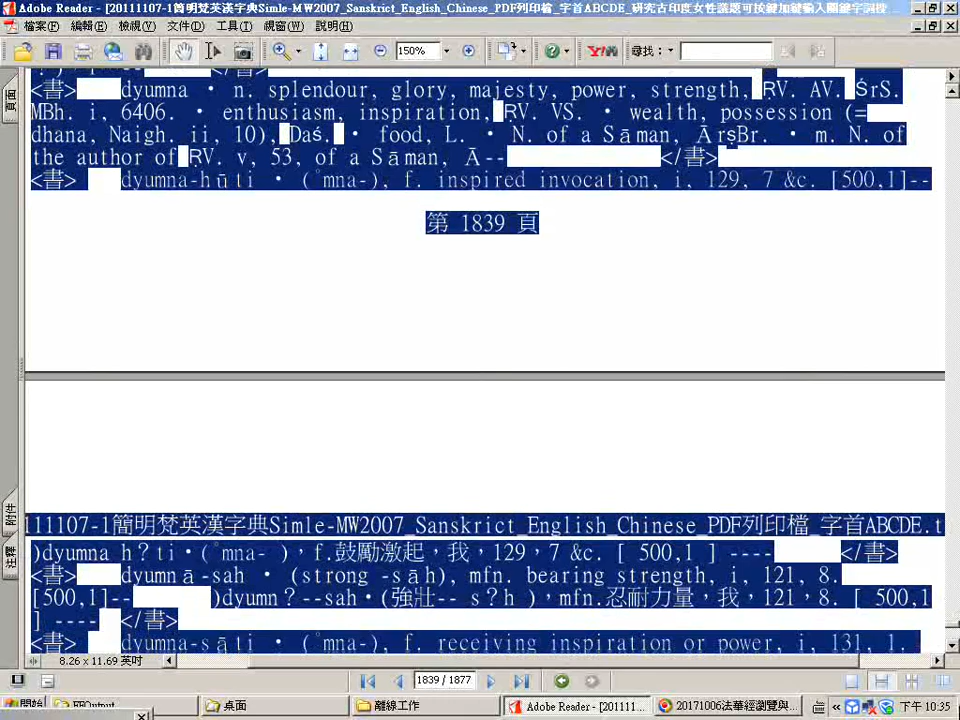 Adobe Reader - [20111107-1簡明梵英漢字典Simle-MW2007_Sanskrict_English_Chinese_PDF列印檔_字首ABCDE_研究古印度女性議題可按鍵加鍵輸入關鍵字詞搜
檔案(F) 編輯(E) 檢視(V) 文件(D) 工具(T) 視窗(W) 說明(H)
150% Y! 尋找:
頁面
<書> dyumna · n. splendour, glory, majesty, power, strength, RV. AV. ŚrS.
MBh. i, 6406. · enthusiasm, inspiration, RV. VS. · wealth, possession (=
dhana, Naigh. ii, 10), Daś. · food, L. · N. of a Sāman, ĀrṣBr. · m. N. of
the author of ṚV. v, 53, of a Sāman, Ā-- </書>
<書> dyumna-hūti · (°mna-), f. inspired invocation, i, 129, 7 &c. [500,1]--
第 1839 頁
附件
注釋
111107-1簡明梵英漢字典Simle-MW2007_Sanskrict_English_Chinese_PDF列印檔_字首ABCDE.t
)dyumna h？ti·(°mna- )，f.鼓勵激起，我，129，7 &c. [ 500,1 ] ---- </書>
<書> dyumnā-sah · (strong -sāh), mfn. bearing strength, i, 121, 8.
[500,1]-- )dyumn？--sah·(強壯-- s？h )，mfn.忍耐力量，我，121，8. [ 500,1
] ---- </書>
<書> dyumna-sāti · (°mna-), f. receiving inspiration or power, i, 131, 1.
8.26 x 11.69 英吋
1839 / 1877
開始 FFOutput 桌面 離線工作 Adobe Reader - [2011... 20171006法華經瀏覽與... 下午 10:35